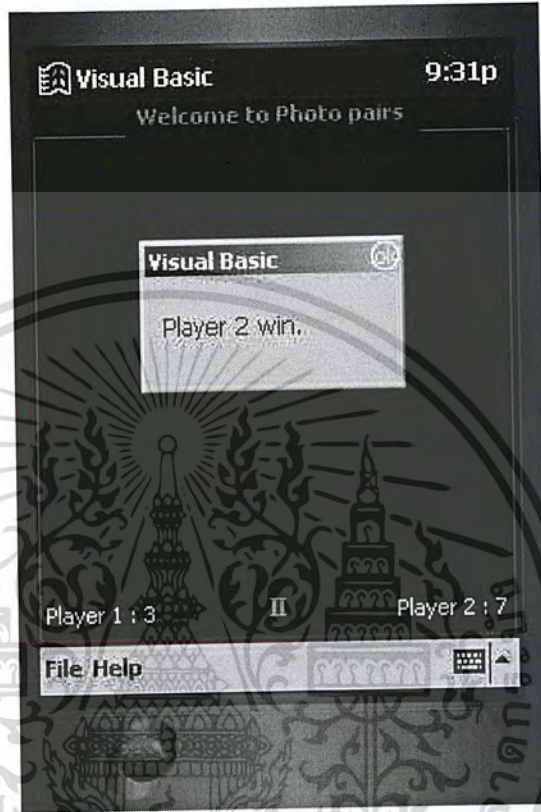 Visual Basic 9:31p
Welcome to Photo pairs
Visual Basic ok
Player 2 win.
Player 1 : 3 II Player 2 : 7
File Help